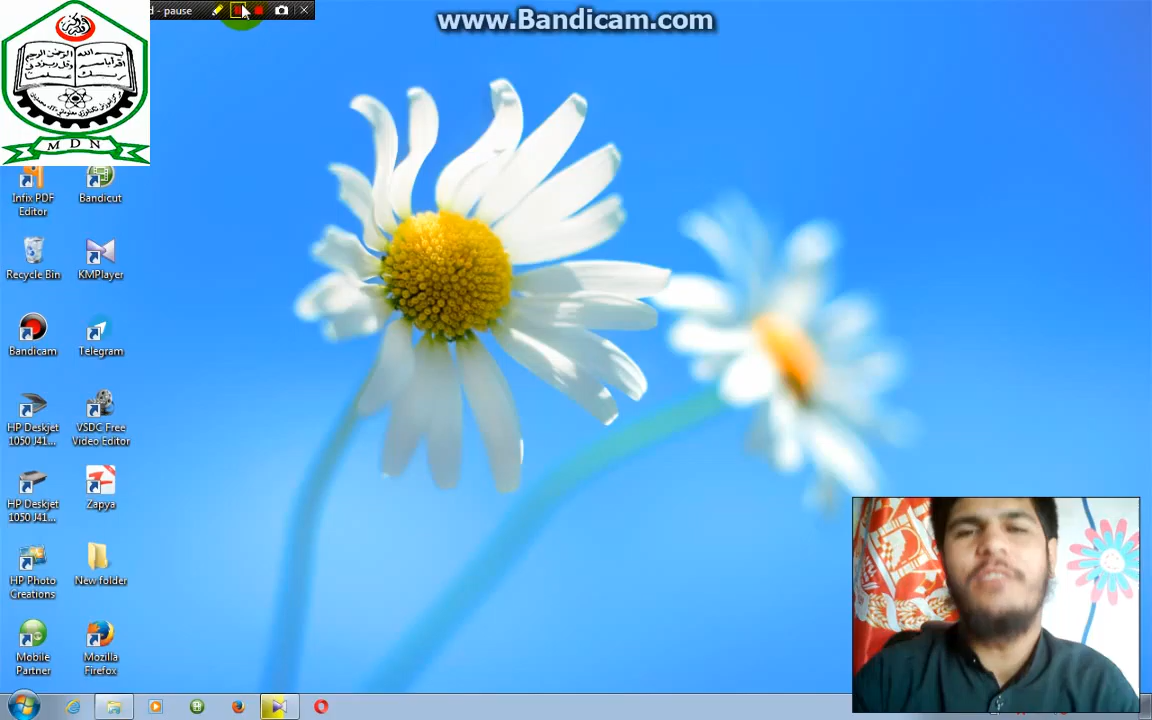 d - pause
www.Bandicam.com
M D N
Infix PDF
Editor
Bandicut
Recycle Bin
KMPlayer
Bandicam
Telegram
HP Deskjet
1050 J41...
VSDC Free
Video Editor
HP Deskjet
1050 J41...
Zapya
HP Photo
Creations
New folder
Mobile
Partner
Mozilla
Firefox